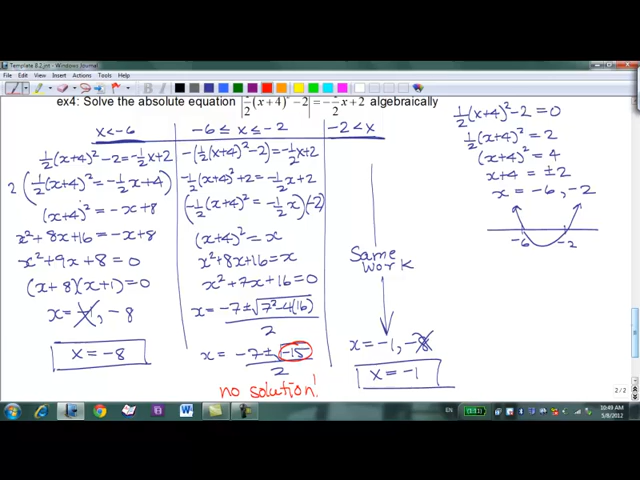 Template 8.2.jnt - Windows Journal
File Edit View Insert Actions Tools Help
ex4: Solve the absolute equation |1/2(x+4)² − 2| = −1/2x + 2 algebraically
x<-6
1/2(x+4)²-2=-1/2x+2
2(1/2(x+4)²=-1/2x+4)
(x+4)²=-x+8
x²+8x+16=-x+8
x²+9x+8=0
(x+8)(x+1)=0
x=-1, -8
x=-8
-6≤x≤-2
-(1/2(x+4)²-2)=-1/2x+2
-1/2(x+4)²+2=-1/2x+2
(-1/2(x+4)²=-1/2x)(-2)
(x+4)²=x
x²+8x+16=x
x²+7x+16=0
x=-7±√7²-4(16)
2
x=-7±√-15
2
no solution!
-2<x
Same
work
x=-1, -8
x=-1
1/2(x+4)²-2=0
1/2(x+4)²=2
(x+4)²=4
x+4=±2
x=-6,-2
-6 -2
2 / 2
EN
10:49 AM
5/8/2012